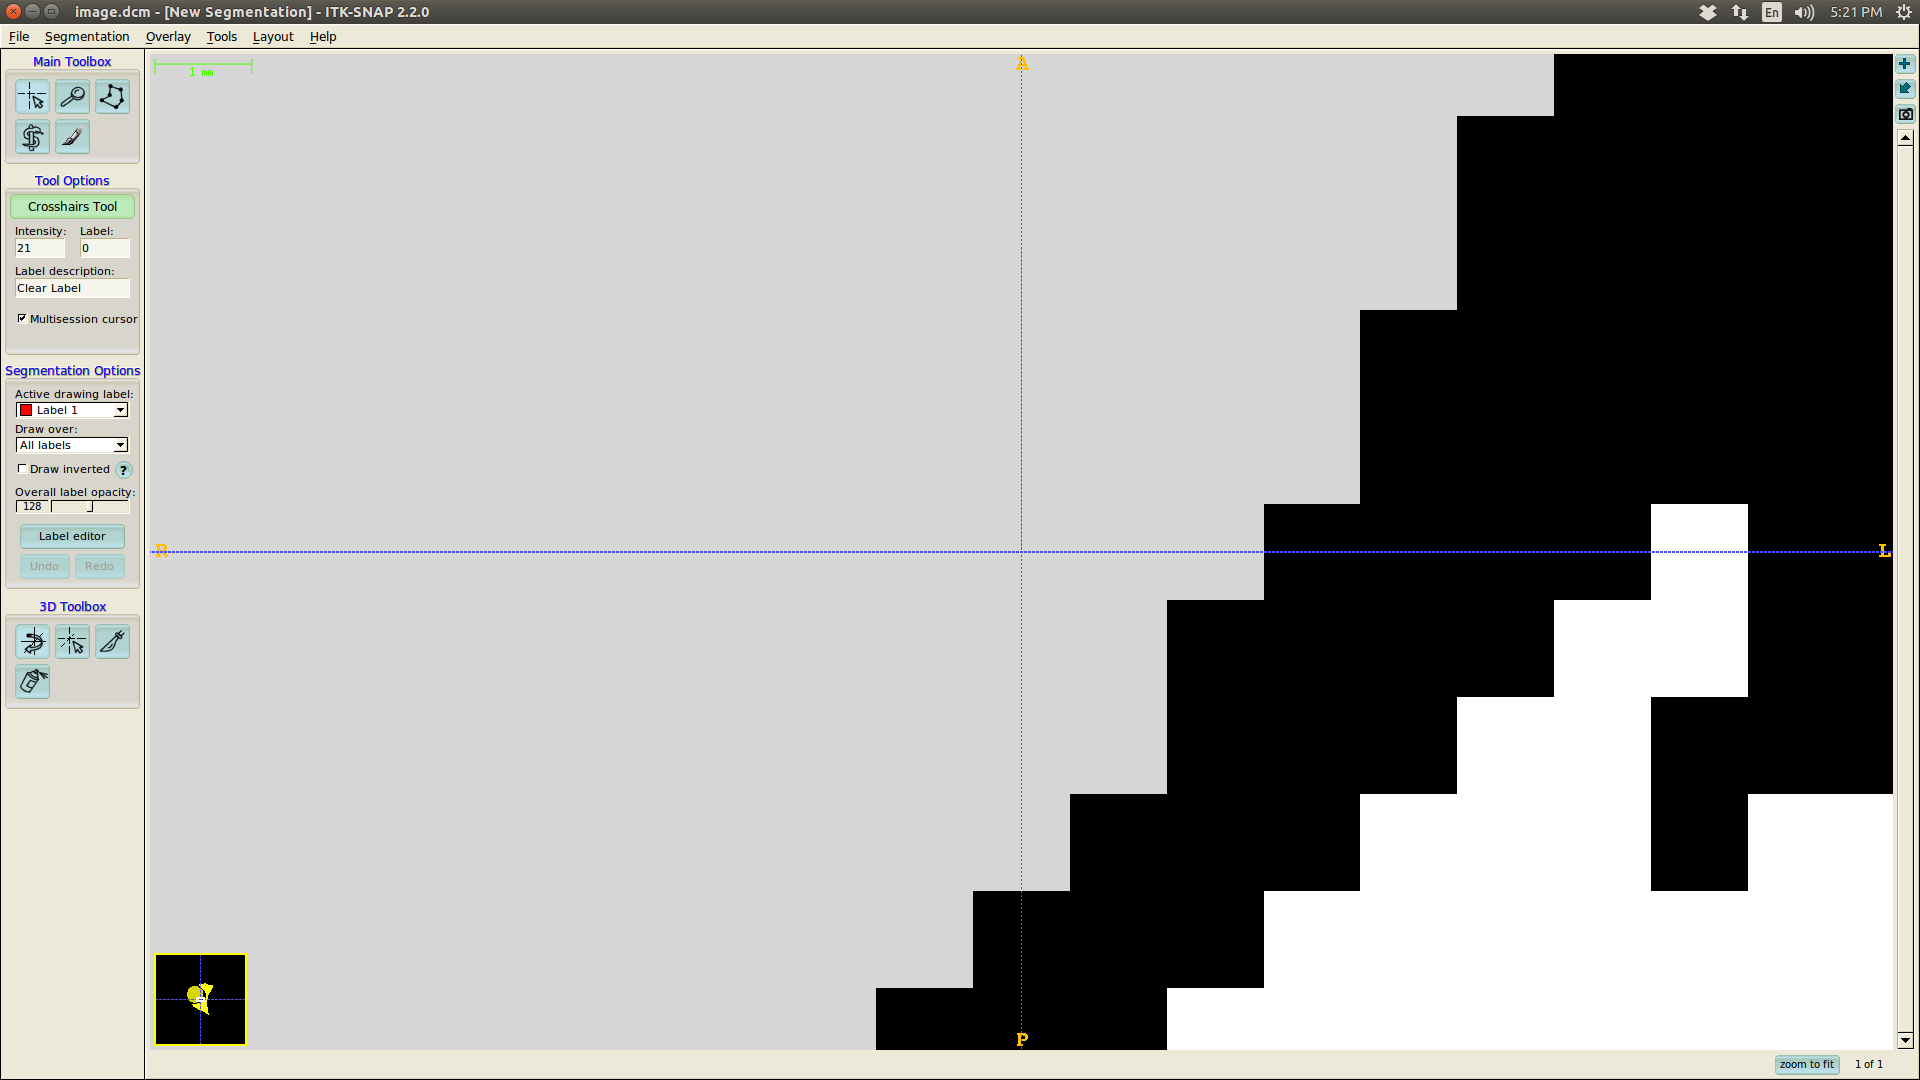 image.dcm - [New Segmentation] - ITK-SNAP 2.2.0
En
5:21 PM
File Segmentation Overlay Tools Layout Help
Main Toolbox
Tool Options
Crosshairs Tool
Intensity: Label:
21 0
Label description:
Clear Label
Multisession cursor
Segmentation Options
Active drawing label:
Label 1
Draw over:
All labels
Draw inverted ?
Overall label opacity:
128
Label editor
Undo Redo
3D Toolbox
1 mm
A
R
L
P
zoom to fit 1 of 1